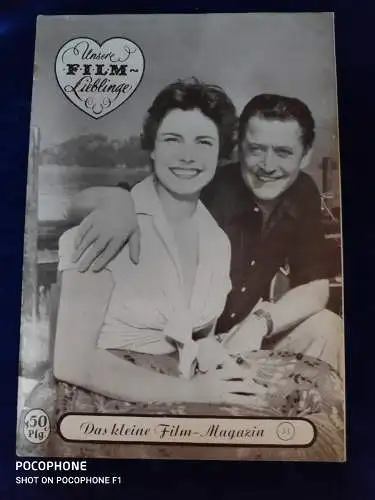 Unsere
FILM-
Lieblinge
50
Pfg.
Das kleine Film-Magazin
POCOPHONE
SHOT ON POCOPHONE F1